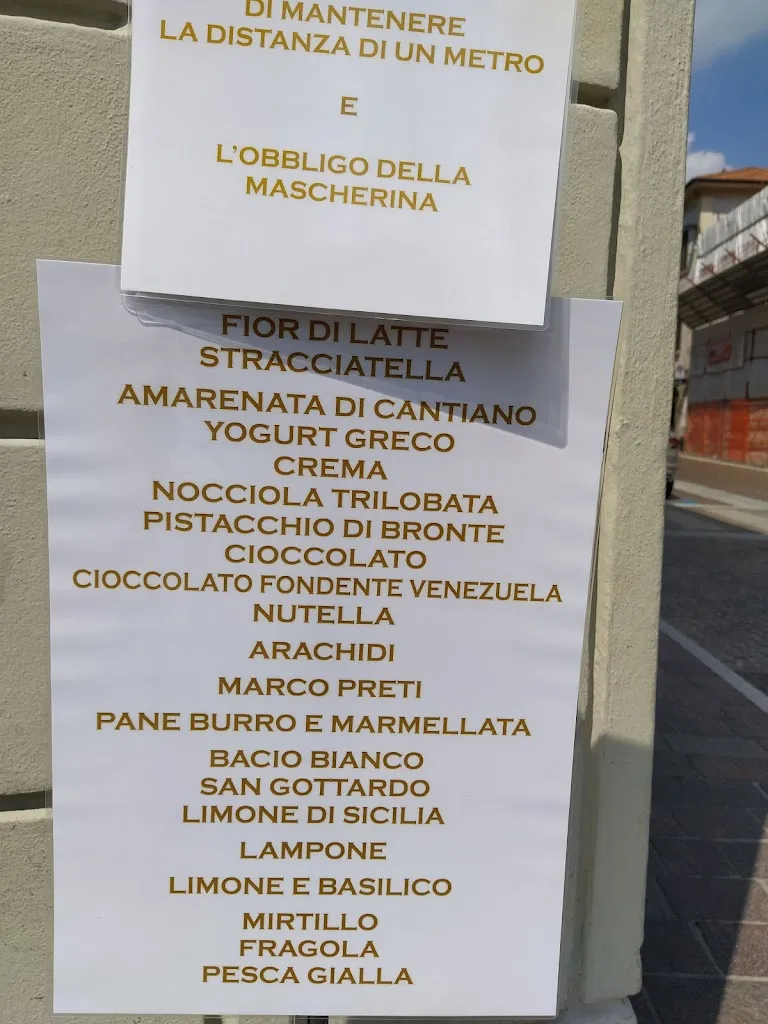 DI MANTENERE
LA DISTANZA DI UN METRO
E
L'OBBLIGO DELLA
MASCHERINA
FIOR DI LATTE
STRACCIATELLA
AMARENATA DI CANTIANO
YOGURT GRECO
CREMA
NOCCIOLA TRILOBATA
PISTACCHIO DI BRONTE
CIOCCOLATO
CIOCCOLATO FONDENTE VENEZUELA
NUTELLA
ARACHIDI
MARCO PRETI
PANE BURRO E MARMELLATA
BACIO BIANCO
SAN GOTTARDO
LIMONE DI SICILIA
LAMPONE
LIMONE E BASILICO
MIRTILLO
FRAGOLA
PESCA GIALLA